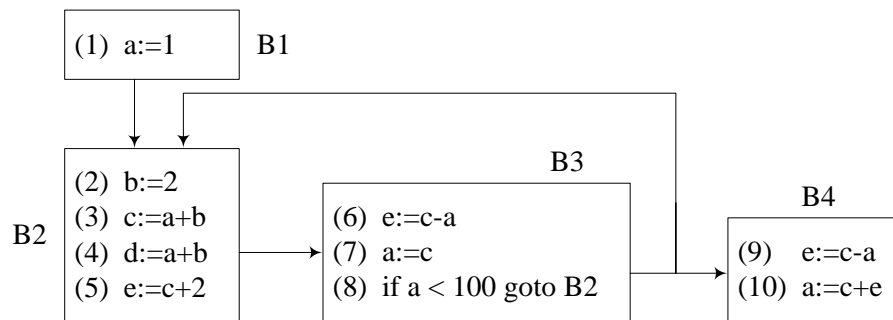 (1) a:=1
B1
B2
(2) b:=2
(3) c:=a+b
(4) d:=a+b
(5) e:=c+2
B3
(6) e:=c-a
(7) a:=c
(8) if a < 100 goto B2
B4
(9) e:=c-a
(10) a:=c+e